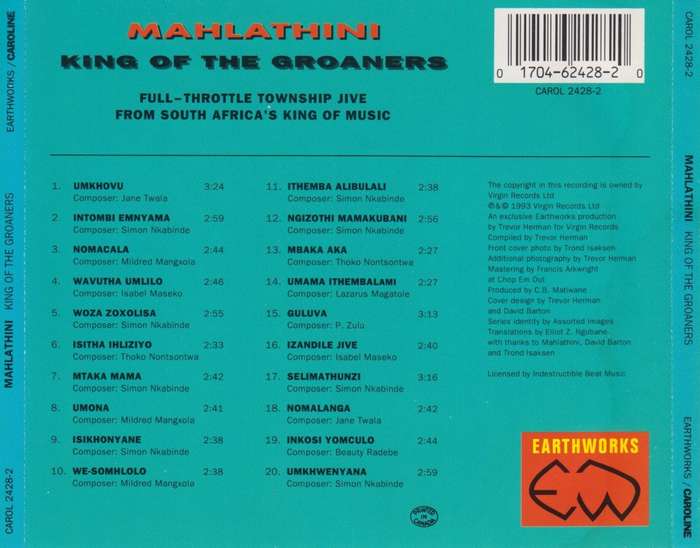 EARTHWORKS / CAROLINE
MAHLATHINI KING OF THE GROANERS
CAROL 2428-2
MAHLATHINI
KING OF THE GROANERS
FULL-THROTTLE TOWNSHIP JIVE
FROM SOUTH AFRICA'S KING OF MUSIC
0 1704-62428-2 0
CAROL 2428-2
1. UMKHOVU 3:24
Composer: Jane Twala
2. INTOMBI EMNYAMA 2:59
Composer: Simon Nkabinde
3. NOMACALA 2:44
Composer: Mildred Mangxola
4. WAVUTHA UMLILO 2:46
Composer: Isabel Maseko
5. WOZA ZOXOLISA 2:55
Composer: Simon Nkabinde
6. ISITHA IHLIZIYO 2:33
Composer: Thoko Nontsontwa
7. MTAKA MAMA 2:42
Composer: Simon Nkabinde
8. UMONA 2:41
Composer: Mildred Mangxola
9. ISIKHONYANE 2:38
Composer: Simon Nkabinde
10. WE-SOMHLOLO 2:38
Composer: Mildred Mangxola
11. ITHEMBA ALIBULALI 2:38
Composer: Simon Nkabinde
12. NGIZOTHI MAMAKUBANI 2:56
Composer: Simon Nkabinde
13. MBAKA AKA 2:27
Composer: Thoko Nontsontwa
14. UMAMA ITHEMBALAMI 2:27
Composer: Lazarus Magatole
15. GULUVA 3:13
Composer: P. Zulu
16. IZANDILE JIVE 2:40
Composer: Isabel Maseko
17. SELIMATHUNZI 3:16
Composer: Simon Nkabinde
18. NOMALANGA 2:42
Composer: Jane Twala
19. INKOSI YOMCULO 2:44
Composer: Beauty Radebe
20. UMKHWENYANA 2:59
Composer: Simon Nkabinde
The copyright in this recording is owned by
Virgin Records Ltd
℗&© 1993 Virgin Records Ltd
An exclusive Earthworks production
by Trevor Herman for Virgin Records
Compiled by Trevor Herman
Front cover photo by Trond Isaksen
Additional photography by Trevor Herman
Mastering by Francis Arkwright
at Chop Em Out
Produced by C.B. Matiwane
Cover design by Trevor Herman
and David Barton
Series identity by Assorted Images
Translations by Elliot Z. Ngubane
with thanks to Mahlathini, David Barton
and Trond Isaksen
Licensed by Indestructible Beat Music
EARTHWORKS
EW
PRINTED
IN
CANADA
CAROL 2428-2
MAHLATHINI KING OF THE GROANERS
EARTHWORKS / CAROLINE